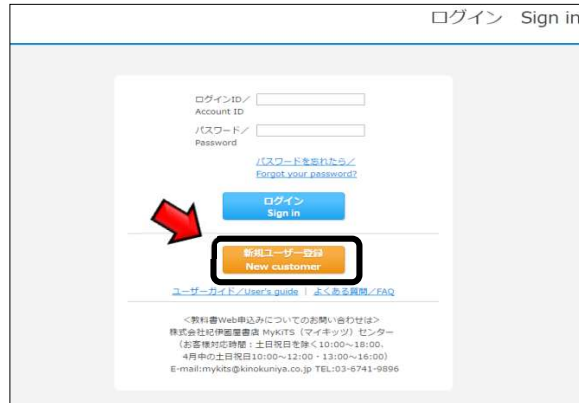 ログイン Sign in
ログインID／
Account ID
パスワード／
Password
パスワードを忘れたら／
Forgot your password?
ログイン
Sign in
新規ユーザー登録
New customer
ユーザーガイド／User's guide | よくある質問／FAQ
＜教科書Web申込みについてのお問い合わせは＞
株式会社紀伊國屋書店 MyKiTS（マイキッツ）センター
（お客様対応時間：土日祝日を除く10:00～18:00.
4月中の土日祝日10:00～12:00・13:00～16:00）
E-mail:mykits@kinokuniya.co.jp TEL:03-6741-9896